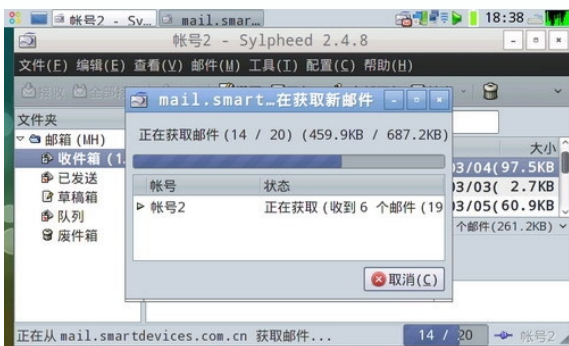 帐号2 - Sv... mail.smar... 18:38
帐号2 - Sylpheed 2.4.8
文件(F) 编辑(E) 查看(V) 邮件(M) 工具(T) 配置(C) 帮助(H)
mail.smart…在获取新邮件
文件夹
正在获取邮件 (14 / 20) (459.9KB / 687.2KB)
邮箱 (MH)
大小
收件箱 (1.
03/04( 97.5KB
已发送
帐号 状态
03/03( 2.7KB
草稿箱
帐号2 正在获取 (收到 6 个邮件 (19
03/05( 60.9KB
队列
个邮件(261.2KB)
废件箱
取消(C)
正在从 mail.smartdevices.com.cn 获取邮件... 14 / 20 帐号2